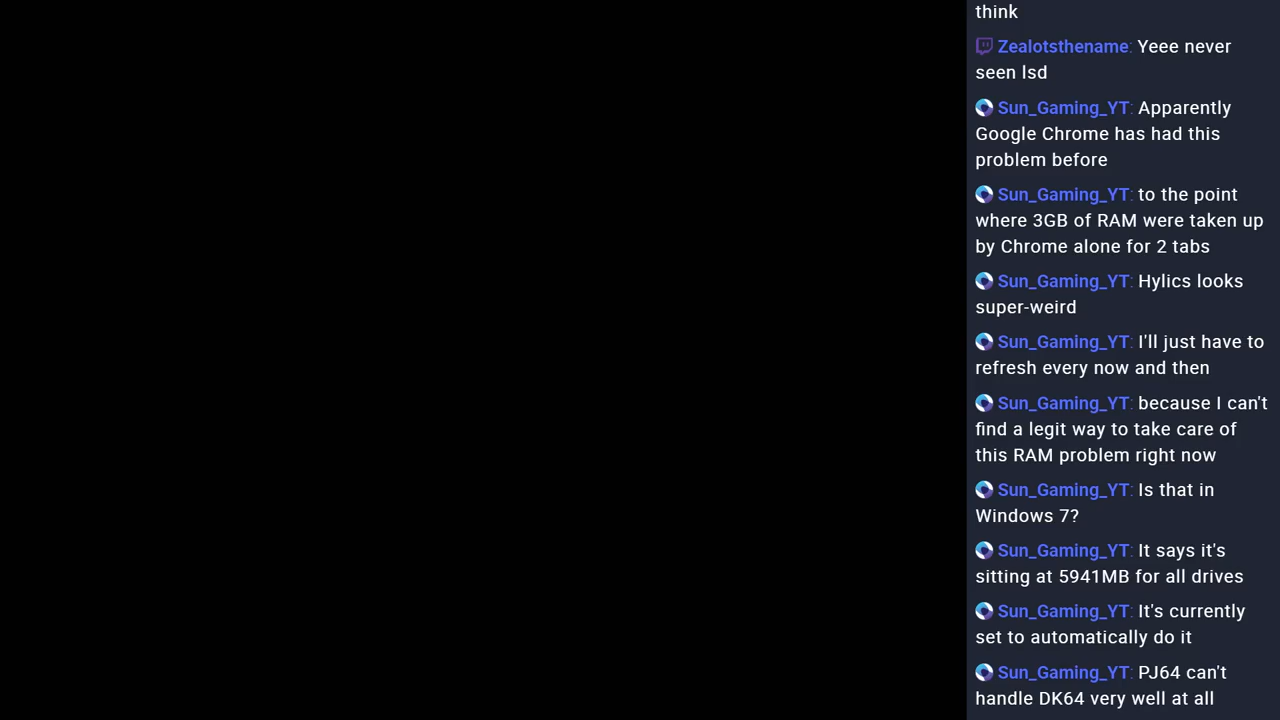 think
Zealotsthename: Yeee never
seen lsd
Sun_Gaming_YT: Apparently
Google Chrome has had this
problem before
Sun_Gaming_YT: to the point
where 3GB of RAM were taken up
by Chrome alone for 2 tabs
Sun_Gaming_YT: Hylics looks
super-weird
Sun_Gaming_YT: I'll just have to
refresh every now and then
Sun_Gaming_YT: because I can't
find a legit way to take care of
this RAM problem right now
Sun_Gaming_YT: Is that in
Windows 7?
Sun_Gaming_YT: It says it's
sitting at 5941MB for all drives
Sun_Gaming_YT: It's currently
set to automatically do it
Sun_Gaming_YT: PJ64 can't
handle DK64 very well at all